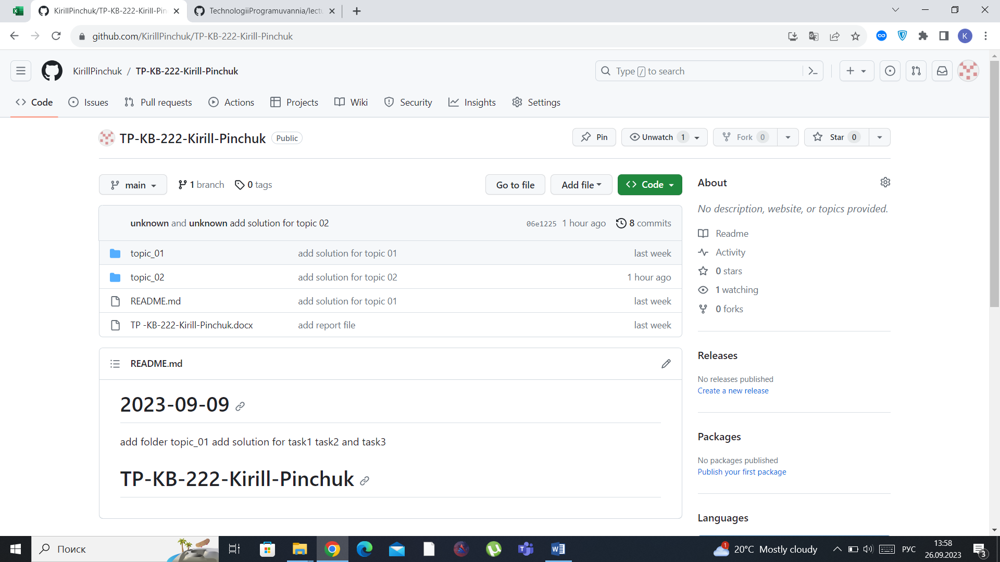 KirillPinchuk/TP-KB-222-Kirill-Pin
TechnologiiProgramuvannia/lectu
github.com/KirillPinchuk/TP-KB-222-Kirill-Pinchuk
K
KirillPinchuk / TP-KB-222-Kirill-Pinchuk
Type / to search
Code
Issues
Pull requests
Actions
Projects
Wiki
Security
Insights
Settings
TP-KB-222-Kirill-Pinchuk Public
Pin
Unwatch 1
Fork 0
Star 0
main
1 branch
0 tags
Go to file
Add file
Code
unknown and unknown add solution for topic 02
06e1225 1 hour ago
8 commits
topic_01 add solution for topic 01 last week
topic_02 add solution for topic 02 1 hour ago
README.md add solution for topic 01 last week
TP -KB-222-Kirill-Pinchuk.docx add report file last week
README.md
2023-09-09
add folder topic_01 add solution for task1 task2 and task3
TP-KB-222-Kirill-Pinchuk
About
No description, website, or topics provided.
Readme
Activity
0 stars
1 watching
0 forks
Releases
No releases published
Create a new release
Packages
No packages published
Publish your first package
Languages
Поиск
1
20°C Mostly cloudy
РУС
13:58
26.09.2023
3